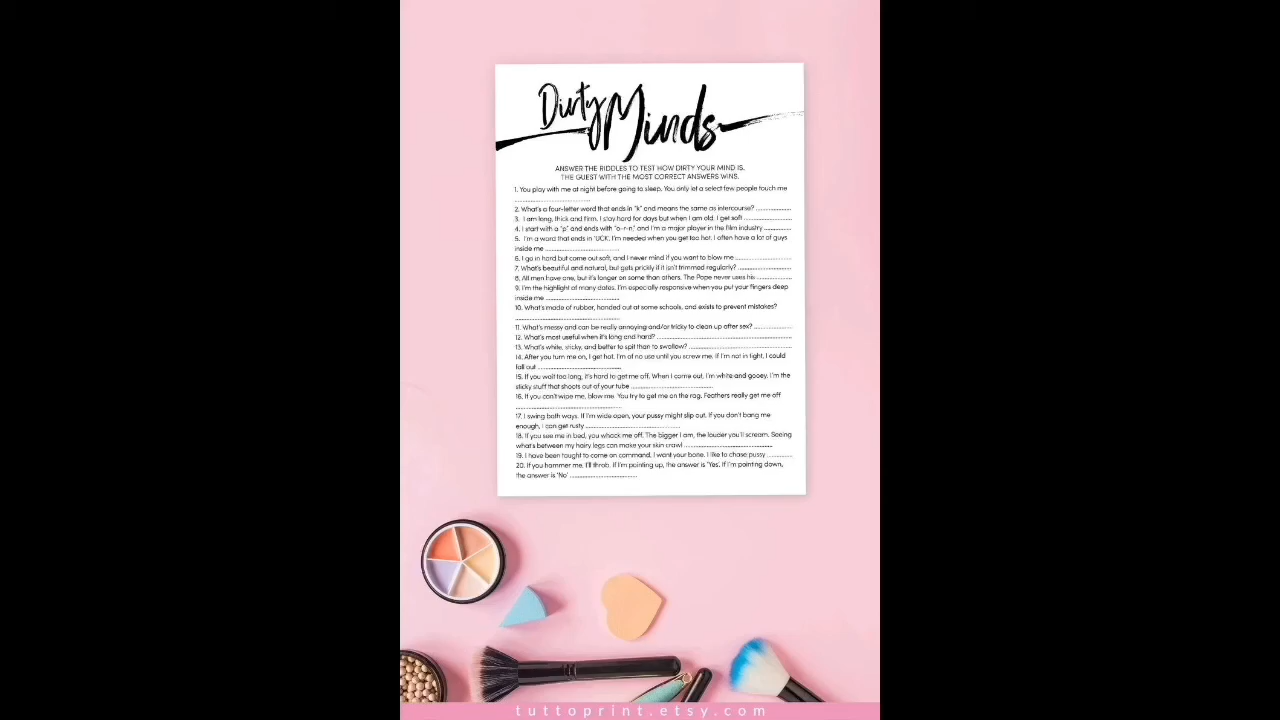 Dirty Minds
ANSWER THE RIDDLES TO TEST HOW DIRTY YOUR MIND IS.
THE GUEST WITH THE MOST CORRECT ANSWERS WINS.
1. You play with me at night before going to sleep. You only let a select few people touch me
..............................
2. What's a four-letter word that ends in "k" and means the same as intercourse? ..............
3. I am long, thick and firm. I stay hard for days but when I am old, I get soft ...................
4. I start with a "p" and ends with "o-r-n," and I'm a major player in the film industry ...........
5. I'm a word that ends in 'UCK'. I'm needed when you get too hot. I often have a lot of guys
inside me ..............................
6. I go in hard but come out soft, and I never mind if you want to blow me .......................
7. What's beautiful and natural, but gets prickly if it isn't trimmed regularly? .....................
8. All men have one, but it's longer on some than others. The Pope never uses his ..............
9. I'm the highlight of many dates. I'm especially responsive when you put your fingers deep
inside me ..............................
10. What's made of rubber, handed out at some schools, and exists to prevent mistakes?
..........................................
11. What's messy and can be really annoying and/or tricky to clean up after sex? ...............
12. What's most useful when it's long and hard? ......................................................
13. What's white, sticky, and better to spit than to swallow? .........................................
14. After you turn me on, I get hot. I'm of no use until you screw me. If I'm not in tight, I could
fall out .................................
15. If you wait too long, it's hard to get me off. When I come out, I'm white and gooey. I'm the
sticky stuff that shoots out of your tube .................................
16. If you can't wipe me, blow me. You try to get me on the rag. Feathers really get me off
..........................................
17. I swing both ways. If I'm wide open, your pussy might slip out. If you don't bang me
enough, I can get rusty ......................................
18. If you see me in bed, you whack me off. The bigger I am, the louder you'll scream. Seeing
what's between my hairy legs can make your skin crawl ...................................
19. I have been taught to come on command, I want your bone. I like to chase pussy ..........
20. If you hammer me, I'll throb. If I'm pointing up, the answer is 'Yes'. If I'm pointing down,
the answer is 'No' ...........................
tuttoprint.etsy.com